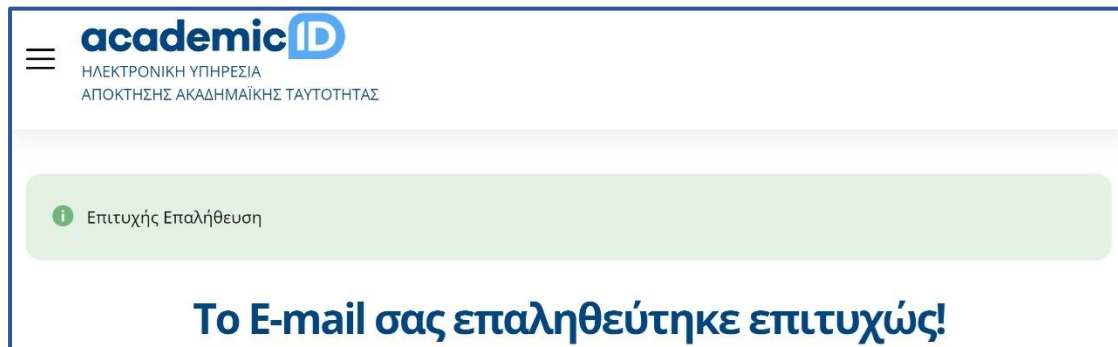 academicID
ΗΛΕΚΤΡΟΝΙΚΗ ΥΠΗΡΕΣΙΑ
ΑΠΟΚΤΗΣΗΣ ΑΚΑΔΗΜΑΪΚΗΣ ΤΑΥΤΟΤΗΤΑΣ
Επιτυχής Επαλήθευση
Το E-mail σας επαληθεύτηκε επιτυχώς!